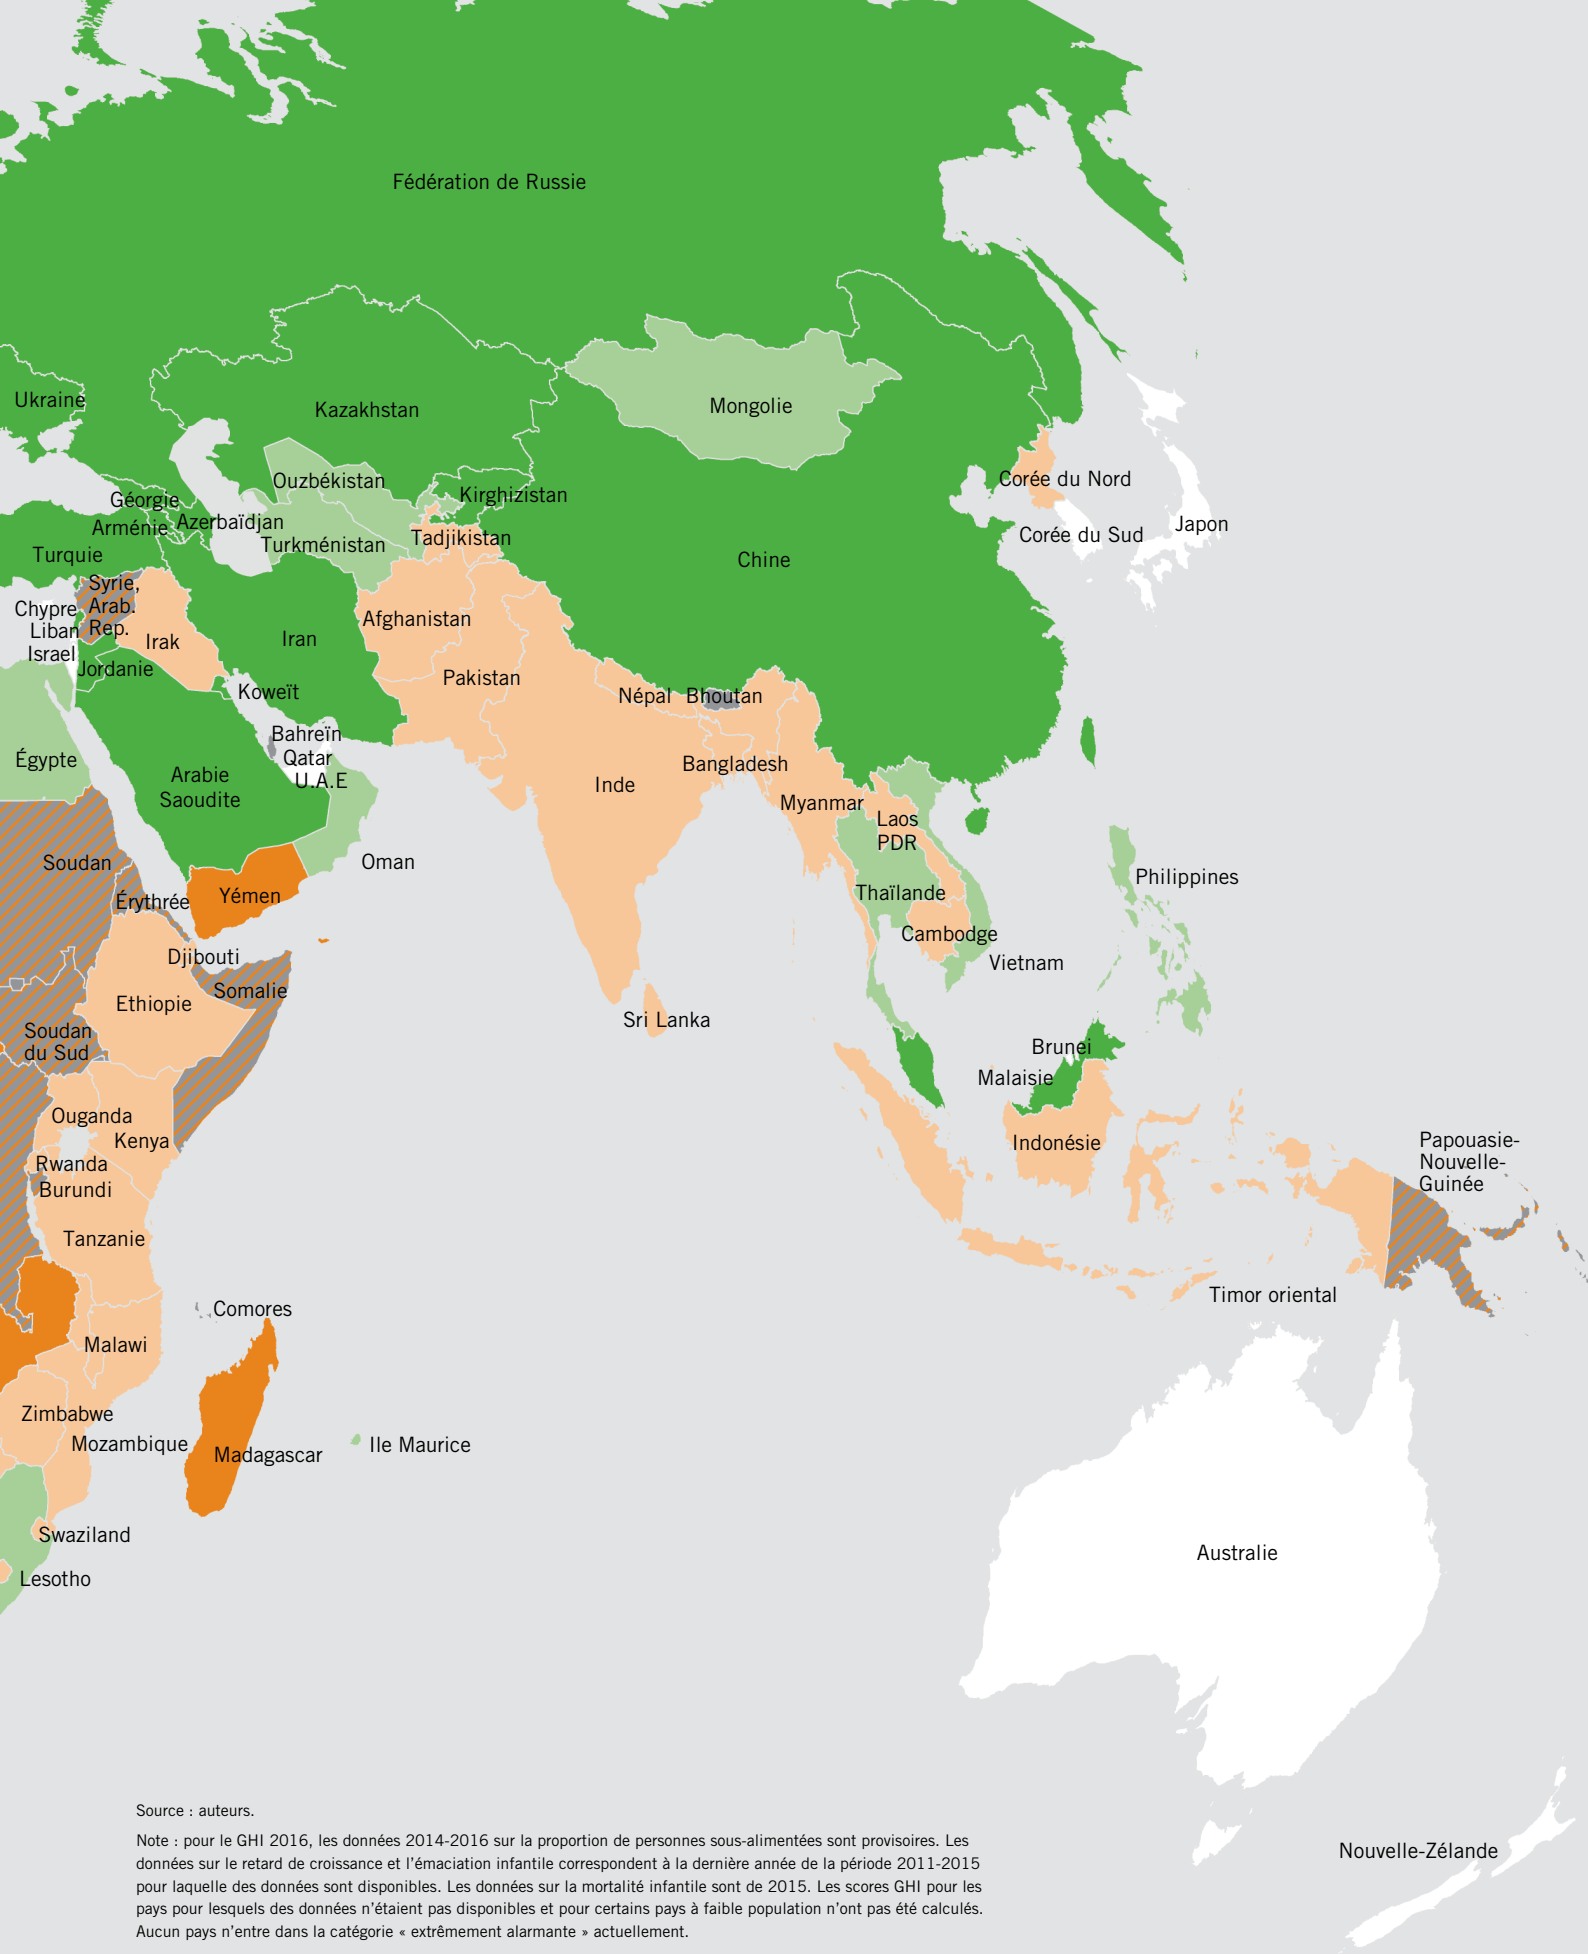 Fédération de Russie
Ukraine
Kazakhstan
Mongolie
Ouzbékistan
Kirghizistan
Corée du Nord
Géorgie
Arménie
Azerbaïdjan
Turkménistan
Tadjikistan
Corée du Sud
Japon
Turquie
Chine
Syrie,
Arab.
Rep.
Chypre
Liban
Israel
Irak
Iran
Afghanistan
Jordanie
Pakistan
Koweït
Népal
Bhoutan
Bahreïn
Qatar
U.A.E
Égypte
Arabie
Saoudite
Inde
Bangladesh
Myanmar
Laos
PDR
Soudan
Oman
Philippines
Érythrée
Yémen
Thaïlande
Cambodge
Vietnam
Djibouti
Somalie
Ethiopie
Sri Lanka
Soudan
du Sud
Brunei
Malaisie
Ouganda
Kenya
Indonésie
Papouasie-
Nouvelle-
Guinée
Rwanda
Burundi
Tanzanie
Timor oriental
Comores
Malawi
Zimbabwe
Mozambique
Madagascar
Ile Maurice
Swaziland
Lesotho
Australie
Nouvelle-Zélande
Source : auteurs.
Note : pour le GHI 2016, les données 2014-2016 sur la proportion de personnes sous-alimentées sont provisoires. Les
données sur le retard de croissance et l'émaciation infantile correspondent à la dernière année de la période 2011-2015
pour laquelle des données sont disponibles. Les données sur la mortalité infantile sont de 2015. Les scores GHI pour les
pays pour lesquels des données n'étaient pas disponibles et pour certains pays à faible population n'ont pas été calculés.
Aucun pays n'entre dans la catégorie « extrêmement alarmante » actuellement.